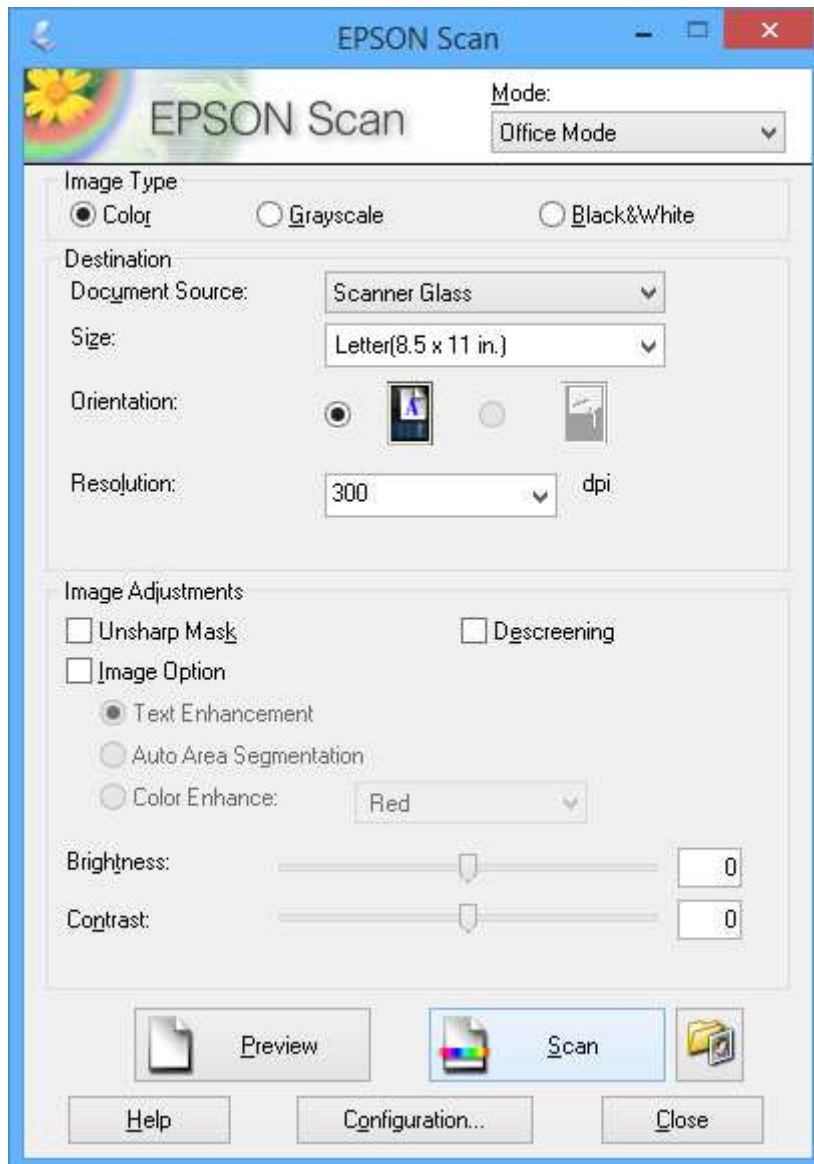 EPSON Scan
EPSON Scan
Mode:
Office Mode
Image Type
Color Grayscale Black&White
Destination
Document Source: Scanner Glass
Size: Letter(8.5 x 11 in.)
Orientation: A
Resolution: 300 dpi
Image Adjustments
Unsharp Mask Descreening
Image Option
Text Enhancement
Auto Area Segmentation
Color Enhance: Red
Brightness: 0
Contrast: 0
Preview Scan
Help Configuration... Close